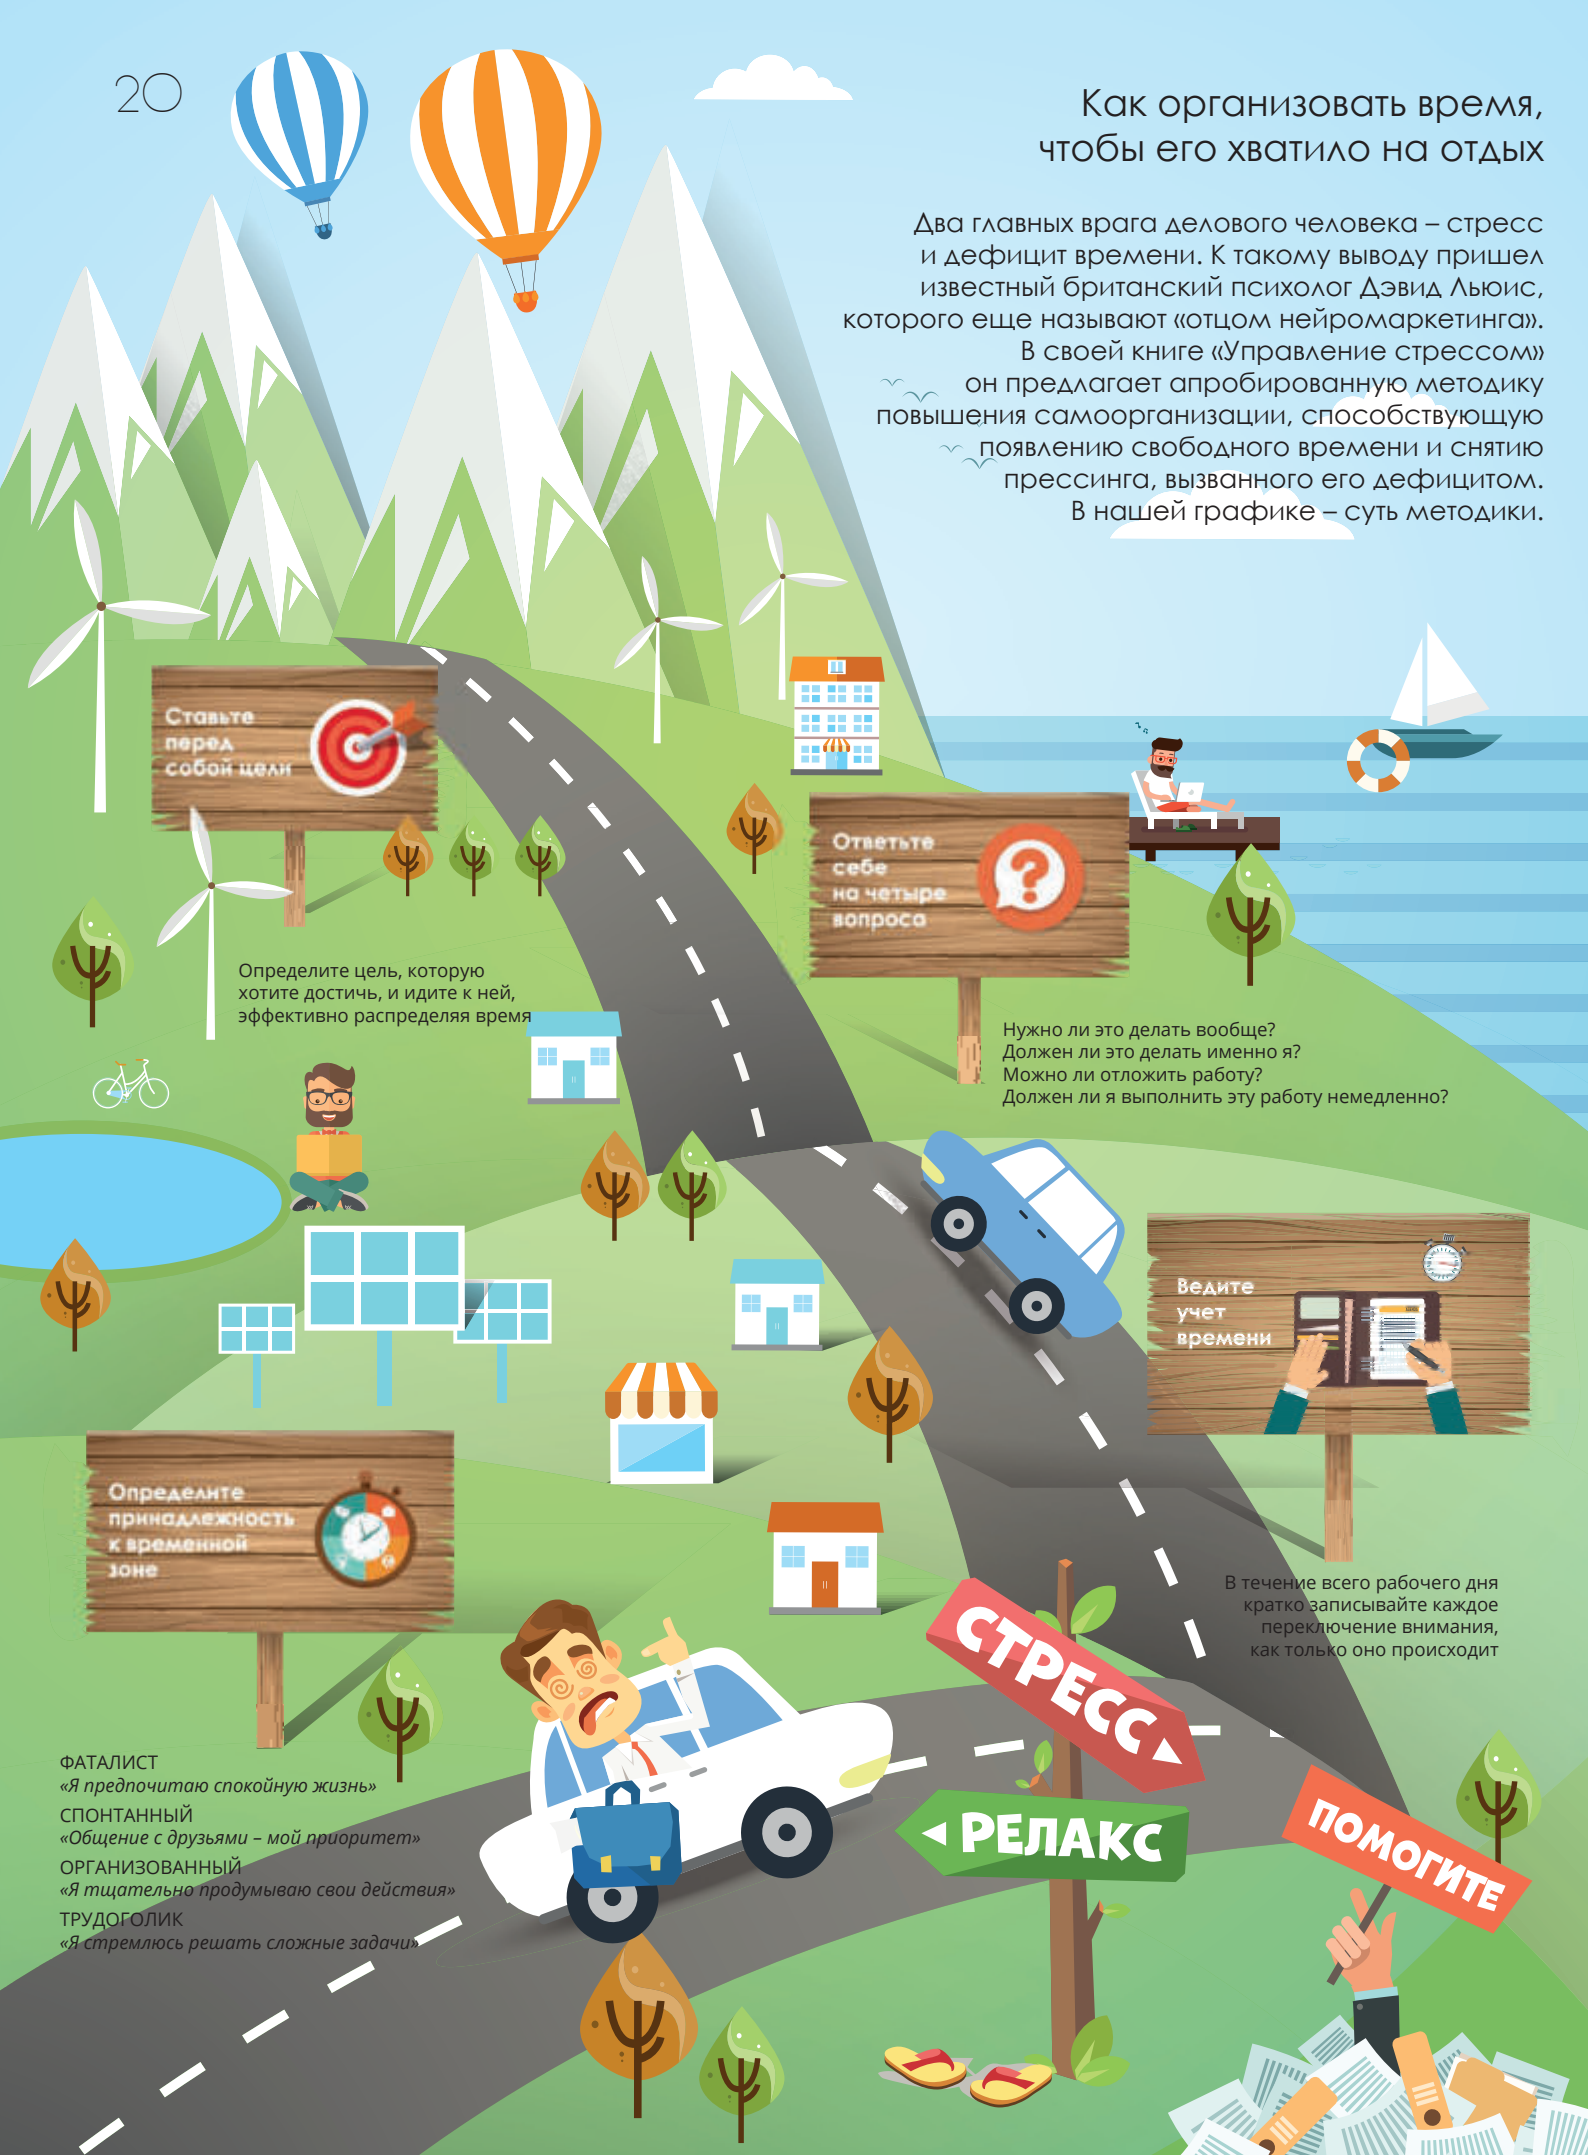 20
Как организовать время,
чтобы его хватило на отдых
Два главных врага делового человека – стресс
и дефицит времени. К такому выводу пришел
известный британский психолог Дэвид Льюис,
которого еще называют «отцом нейромаркетинга».
В своей книге «Управление стрессом»
он предлагает апробированную методику
повышения самоорганизации, способствующую
появлению свободного времени и снятию
прессинга, вызванного его дефицитом.
В нашей графике – суть методики.
Ставьте
перед
собой цели
Определите цель, которую
хотите достичь, и идите к ней,
эффективно распределяя время
Ответьте
себе
на четыре
вопроса
Нужно ли это делать вообще?
Должен ли это делать именно я?
Можно ли отложить работу?
Должен ли я выполнить эту работу немедленно?
Ведите
учет
времени
В течение всего рабочего дня
кратко записывайте каждое
переключение внимания,
как только оно происходит
Определите
принадлежность
к временной
зоне
ФАТАЛИСТ
«Я предпочитаю спокойную жизнь»
СПОНТАННЫЙ
«Общение с друзьями – мой приоритет»
ОРГАНИЗОВАННЫЙ
«Я тщательно продумываю свои действия»
ТРУДОГОЛИК
«Я стремлюсь решать сложные задачи»
СТРЕСС
РЕЛАКС
ПОМОГИТЕ